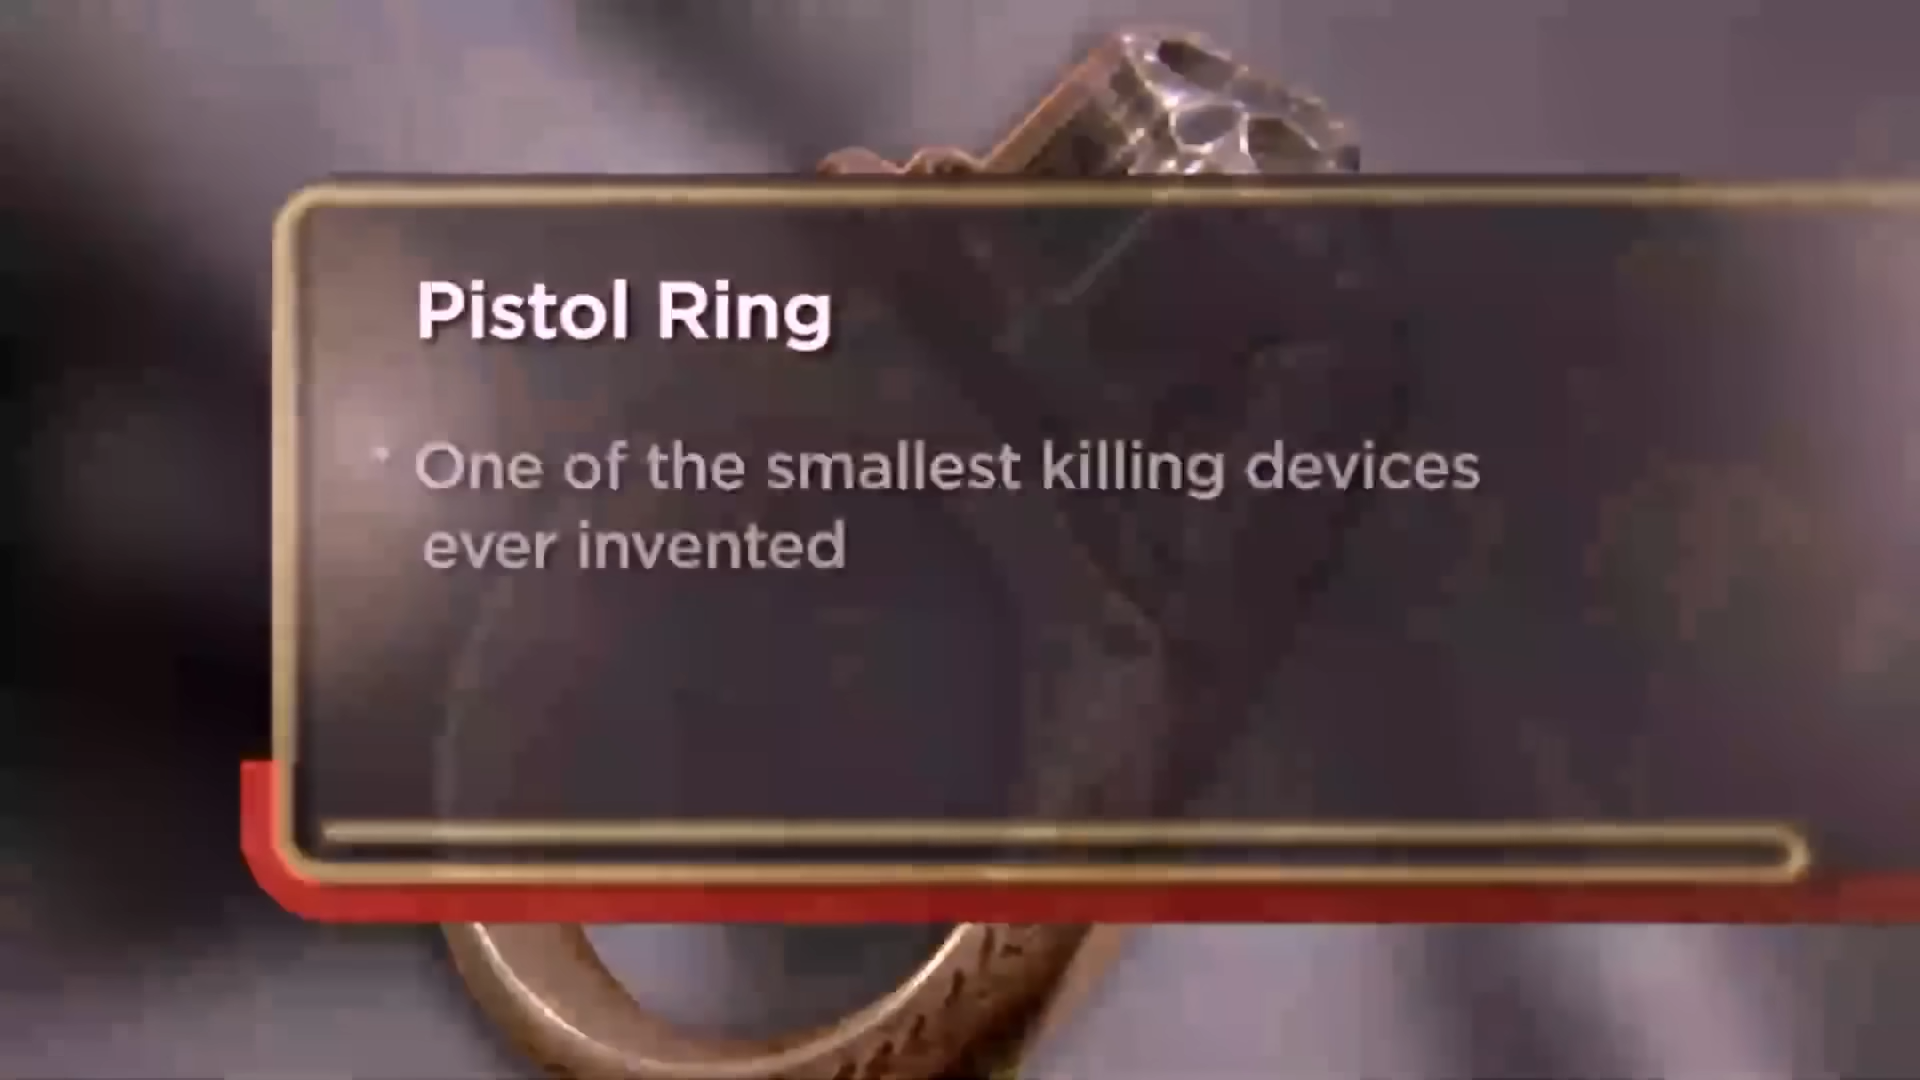 Pistol Ring
One of the smallest killing devices
ever invented